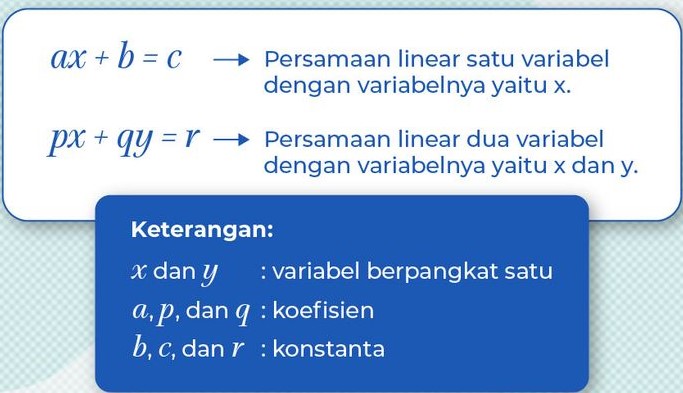 ax + b = c → Persamaan linear satu variabel
dengan variabelnya yaitu x.
px + qy = r → Persamaan linear dua variabel
dengan variabelnya yaitu x dan y.
Keterangan:
x dan y : variabel berpangkat satu
a, p, dan q : koefisien
b, c, dan r : konstanta